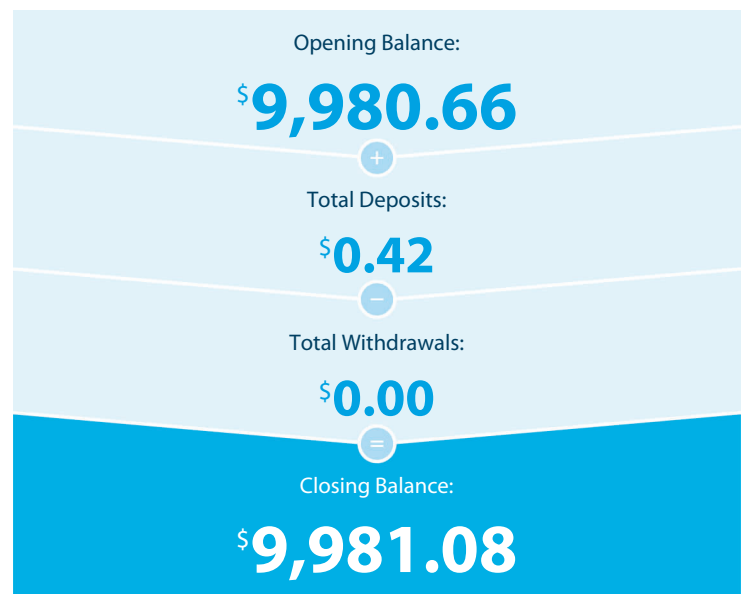 Opening Balance:
$9,980.66
+
Total Deposits:
$0.42
−
Total Withdrawals:
$0.00
=
Closing Balance:
$9,981.08